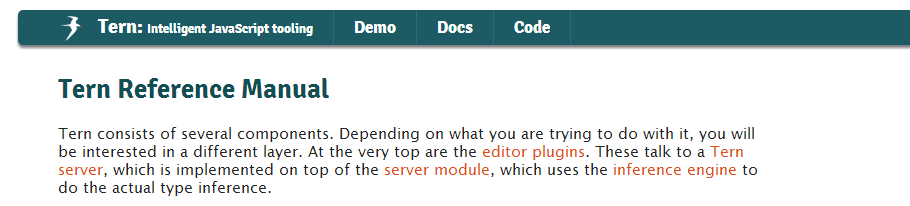 Tern: Intelligent JavaScript tooling Demo Docs Code
Tern Reference Manual
Tern consists of several components. Depending on what you are trying to do with it, you will
be interested in a different layer. At the very top are the editor plugins. These talk to a Tern
server, which is implemented on top of the server module, which uses the inference engine to
do the actual type inference.